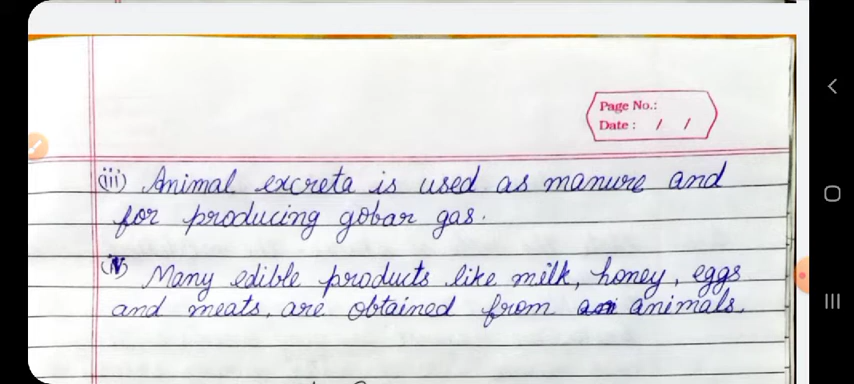 Page No.:
Date : / /
(iii) Animal excreta is used as manure and
for producing gobar gas.
(iv) Many edible products like milk, honey, eggs
and meats, are obtained from animals.